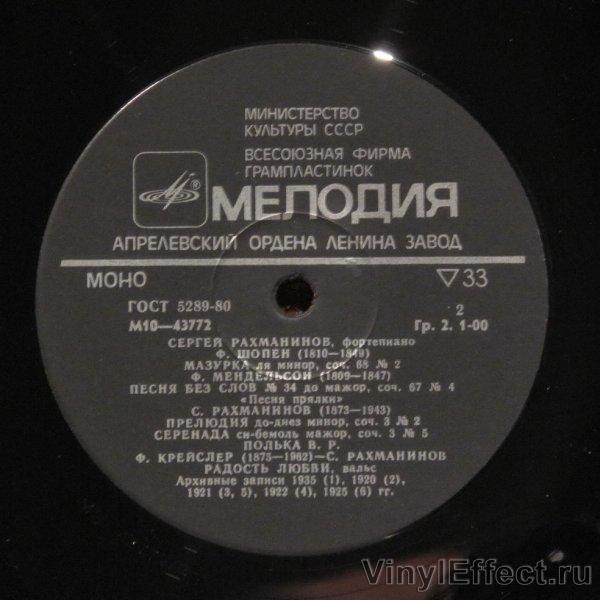 МИНИСТЕРСТВО
КУЛЬТУРЫ СССР
ВСЕСОЮЗНАЯ ФИРМА
ГРАМПЛАСТИНОК
®
МЕЛОДИЯ
АПРЕЛЕВСКИЙ ОРДЕНА ЛЕНИНА ЗАВОД
МОНО ▽33
ГОСТ 5289-80 2
М10—43772 Гр. 2. 1-00
СЕРГЕЙ РАХМАНИНОВ, фортепиано
Ф. ШОПЕН (1810—1849)
МАЗУРКА ля минор, соч. 68 № 2
Ф. МЕНДЕЛЬСОН (1809—1847)
ПЕСНЯ БЕЗ СЛОВ № 34 до мажор, соч. 67 № 4
«Песня прялки»
С. РАХМАНИНОВ (1873—1943)
ПРЕЛЮДИЯ до-диез минор, соч. 3 № 2
СЕРЕНАДА си-бемоль мажор, соч. 3 № 5
ПОЛЬКА В. Р.
Ф. КРЕЙСЛЕР (1875—1962)—С. РАХМАНИНОВ
РАДОСТЬ ЛЮБВИ, вальс
Архивные записи 1935 (1), 1920 (2),
1921 (3, 5), 1922 (4), 1925 (6) гг.
VinylEffect.ru